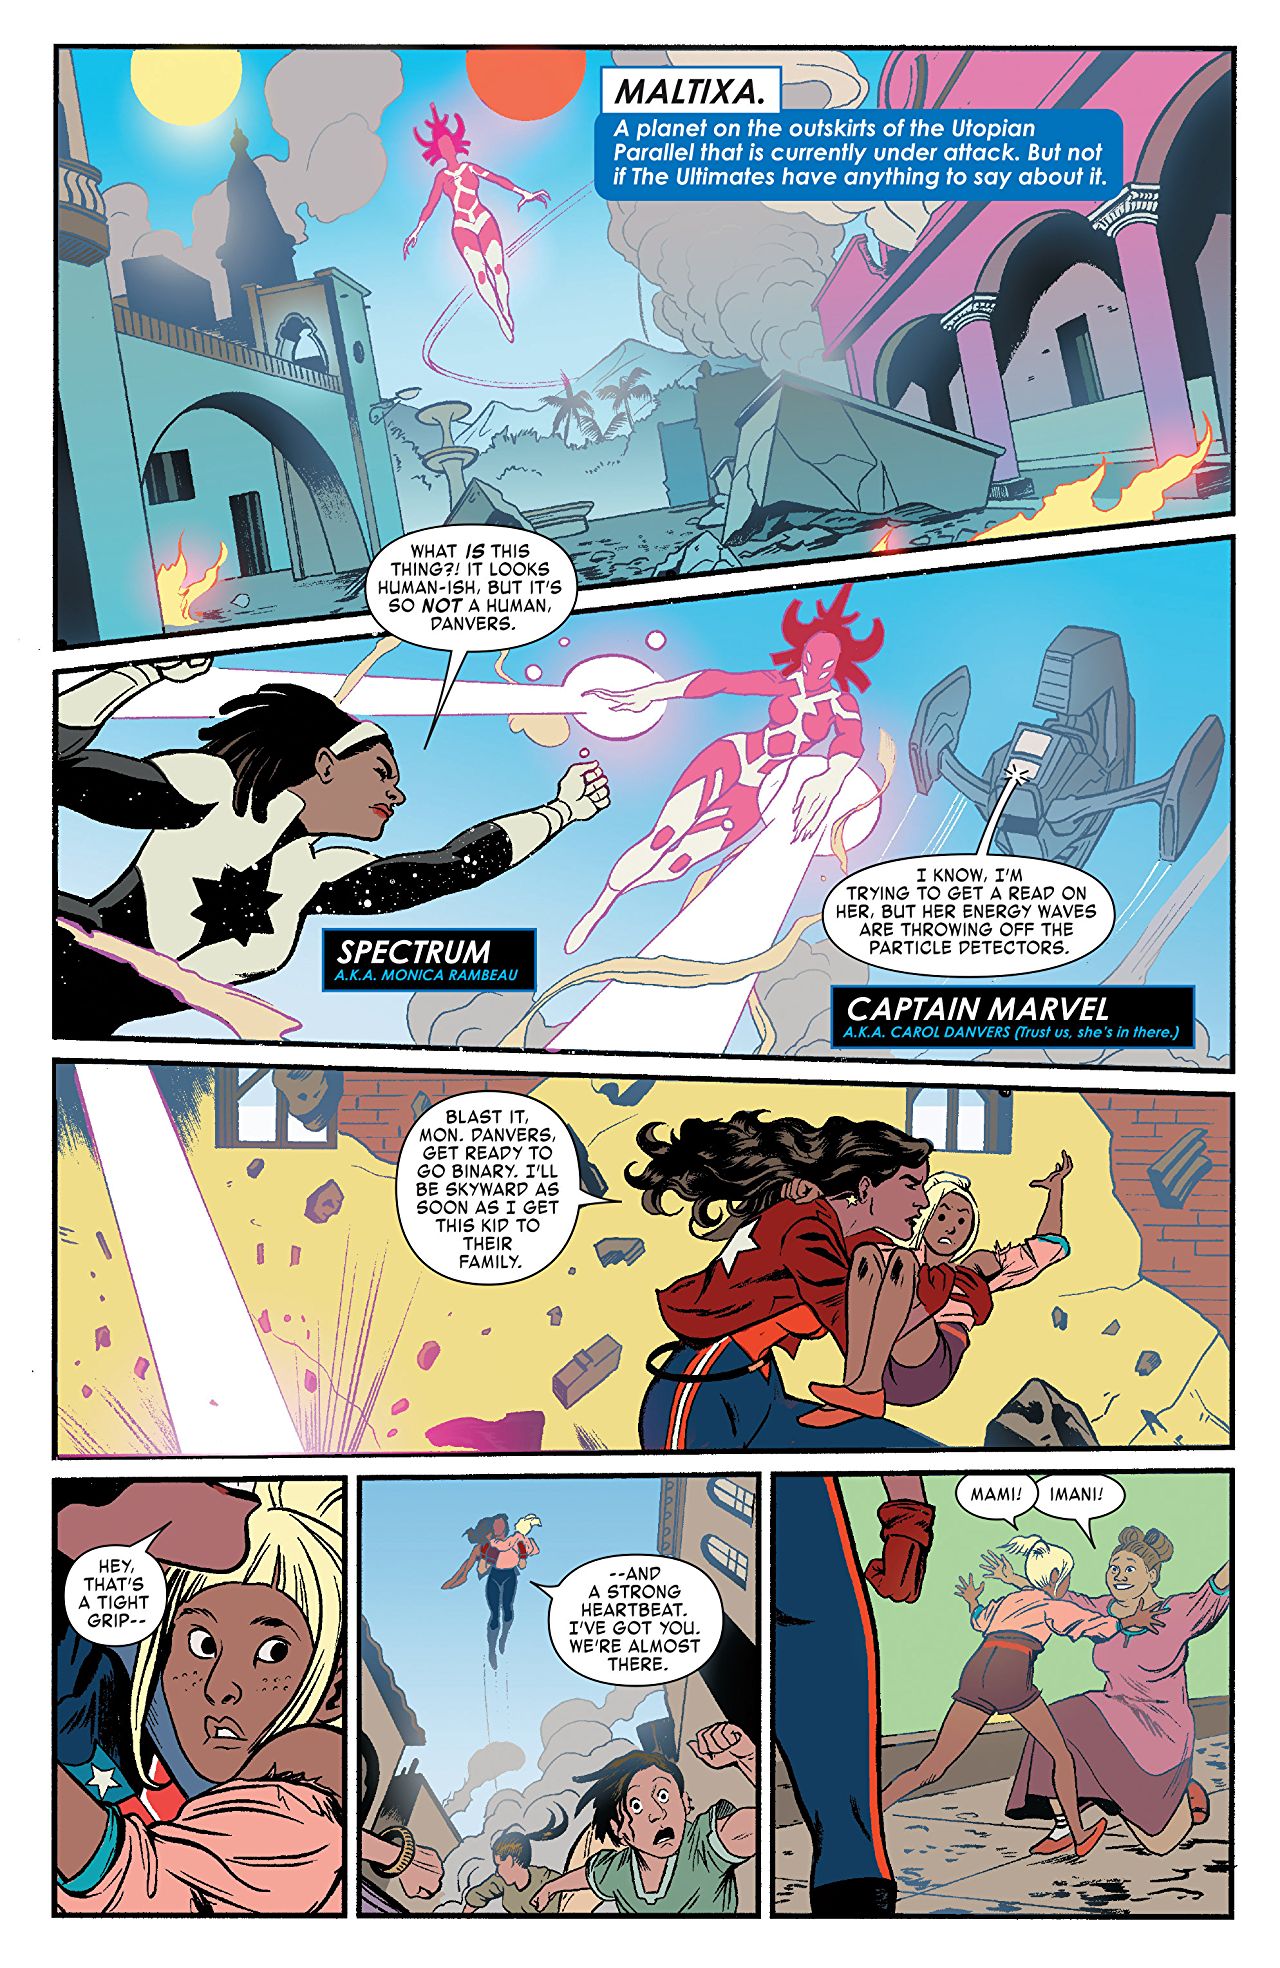 MALTIXA.
A planet on the outskirts of the Utopian
Parallel that is currently under attack. But not
if The Ultimates have anything to say about it.
WHAT IS THIS
THING?! IT LOOKS
HUMAN-ISH, BUT IT'S
SO NOT A HUMAN,
DANVERS.
I KNOW, I'M
TRYING TO GET A READ ON
HER, BUT HER ENERGY WAVES
ARE THROWING OFF THE
PARTICLE DETECTORS.
SPECTRUM
A.K.A. MONICA RAMBEAU
CAPTAIN MARVEL
A.K.A. CAROL DANVERS (Trust us, she's in there.)
BLAST IT,
MON. DANVERS,
GET READY TO
GO BINARY. I'LL
BE SKYWARD AS
SOON AS I GET
THIS KID TO
THEIR
FAMILY.
HEY,
THAT'S
A TIGHT
GRIP--
--AND
A STRONG
HEARTBEAT.
I'VE GOT YOU.
WE'RE ALMOST
THERE.
MAMI!
IMANI!